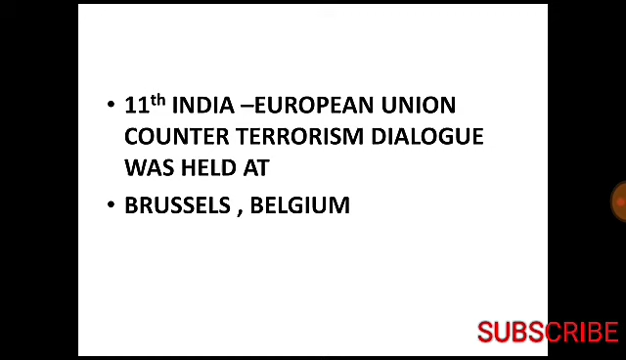 • 11th INDIA –EUROPEAN UNION
COUNTER TERRORISM DIALOGUE
WAS HELD AT
• BRUSSELS , BELGIUM
SUBSCRIBE